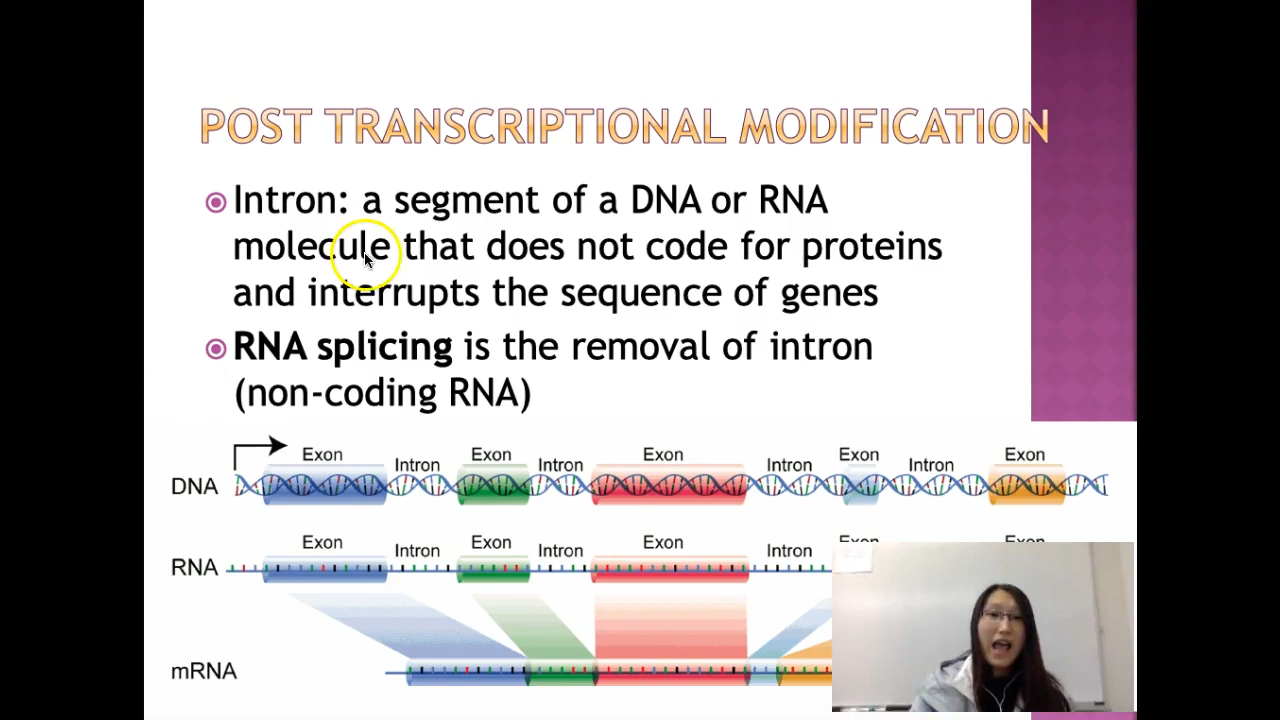 POST TRANSCRIPTIONAL MODIFICATION
Intron: a segment of a DNA or RNA
molecule that does not code for proteins
and interrupts the sequence of genes
RNA splicing is the removal of intron
(non-coding RNA)
Exon Intron Exon Intron Exon Intron Exon Intron Exon
DNA
Exon Intron Exon Intron Exon Intron Exon Exon
RNA
mRNA